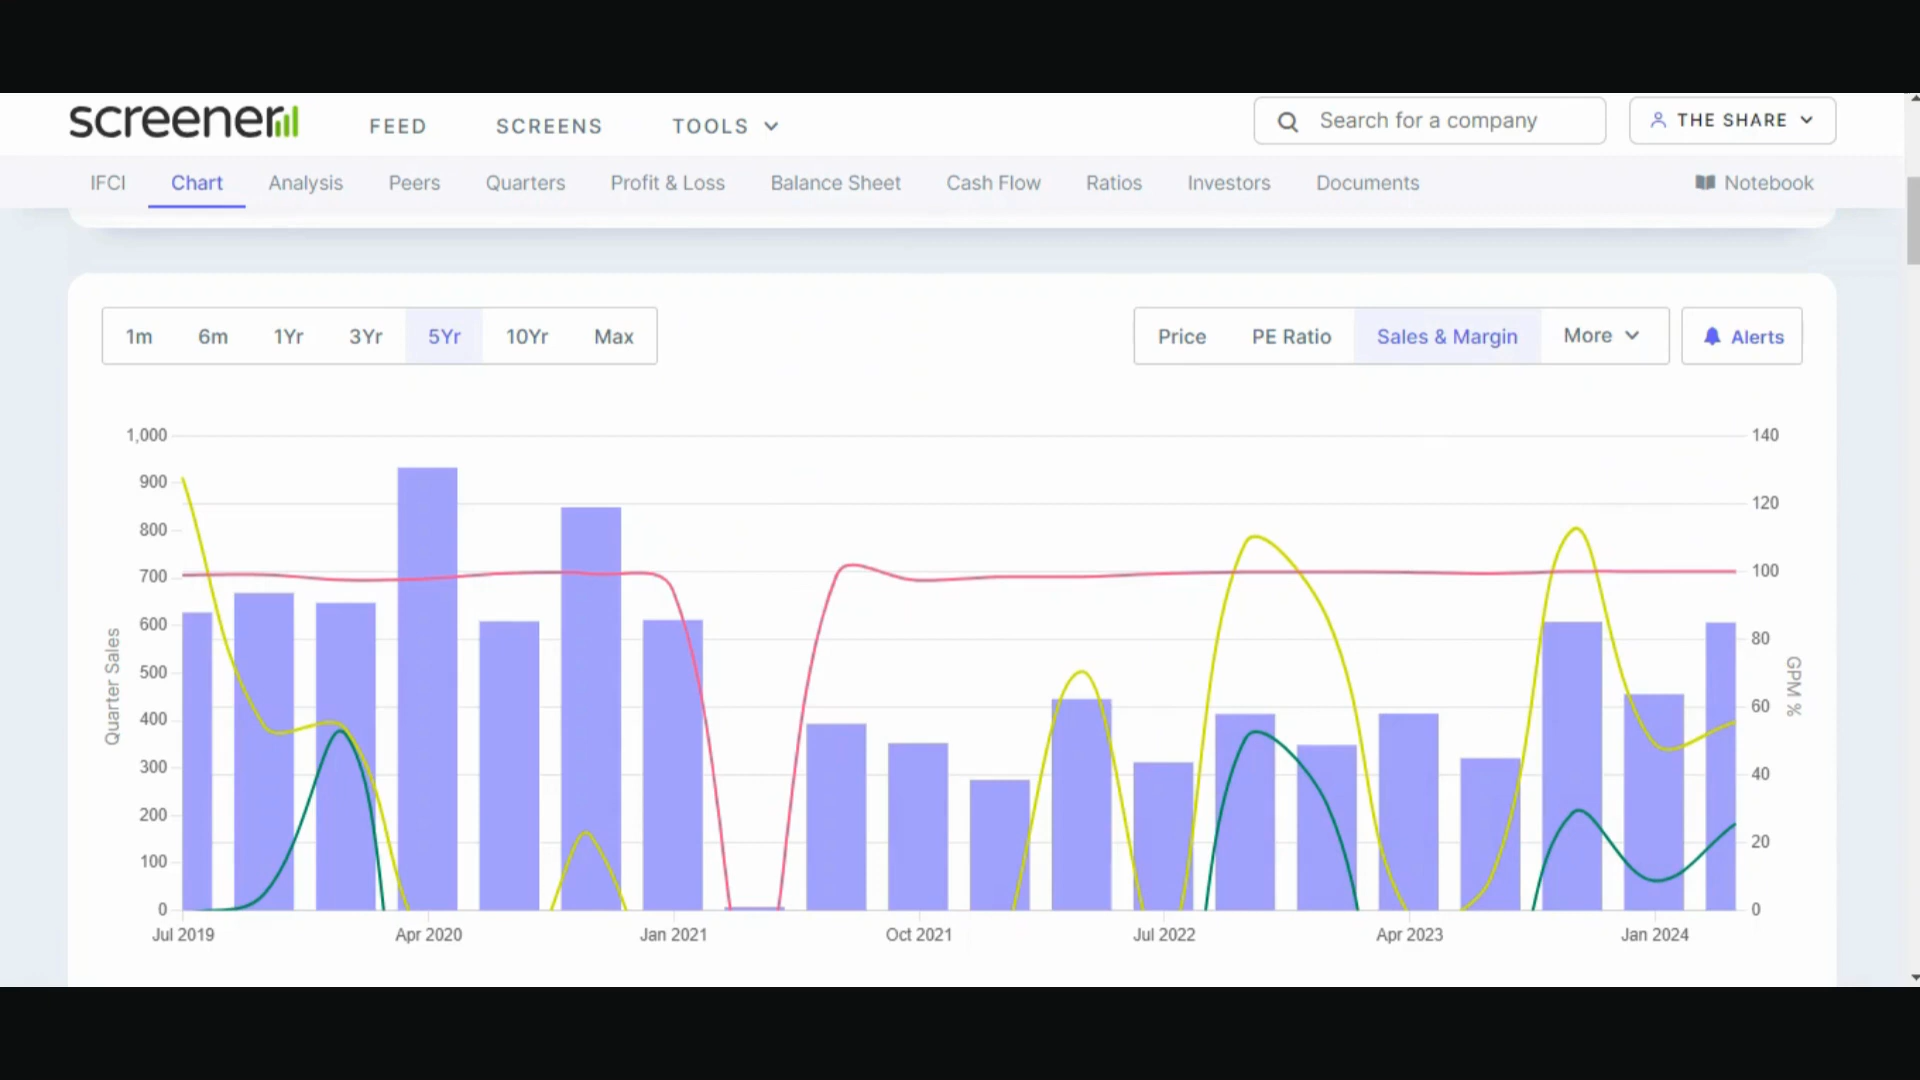 screener
FEED
SCREENS
TOOLS
Search for a company
THE SHARE
IFCI
Chart
Analysis
Peers
Quarters
Profit & Loss
Balance Sheet
Cash Flow
Ratios
Investors
Documents
Notebook
1m
6m
1Yr
3Yr
5Yr
10Yr
Max
Price
PE Ratio
Sales & Margin
More
Alerts
1,000
900
800
700
600
500
400
300
200
100
0
Quarter Sales
140
120
100
80
60
40
20
0
GPM %
Jul 2019
Apr 2020
Jan 2021
Oct 2021
Jul 2022
Apr 2023
Jan 2024